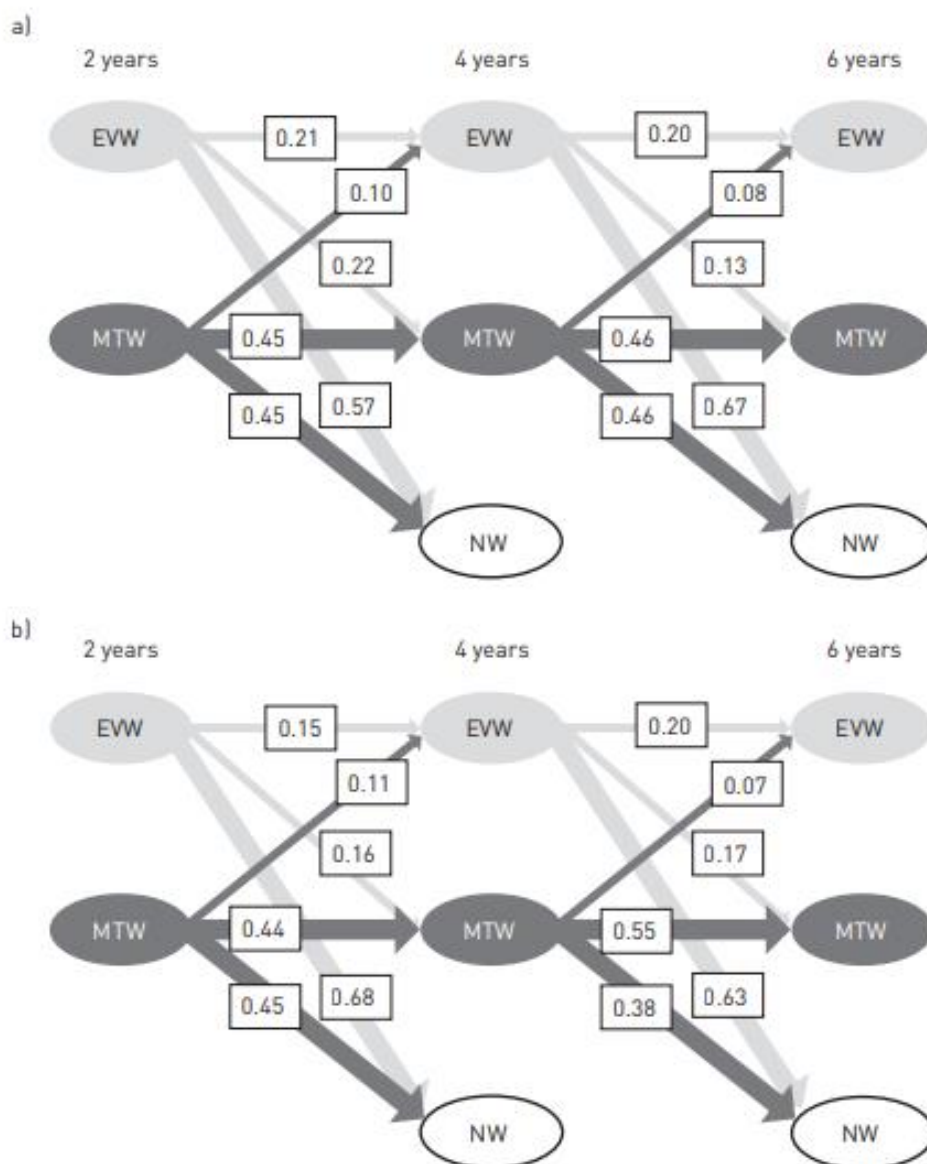 a)
2 years 4 years 6 years
EVW 0.21 EVW 0.20 EVW
0.10 0.08
0.22 0.13
MTW 0.45 MTW 0.46 MTW
0.45 0.57 0.46 0.67
NW NW
b)
2 years 4 years 6 years
EVW 0.15 EVW 0.20 EVW
0.11 0.07
0.16 0.17
MTW 0.44 MTW 0.55 MTW
0.45 0.68 0.38 0.63
NW NW